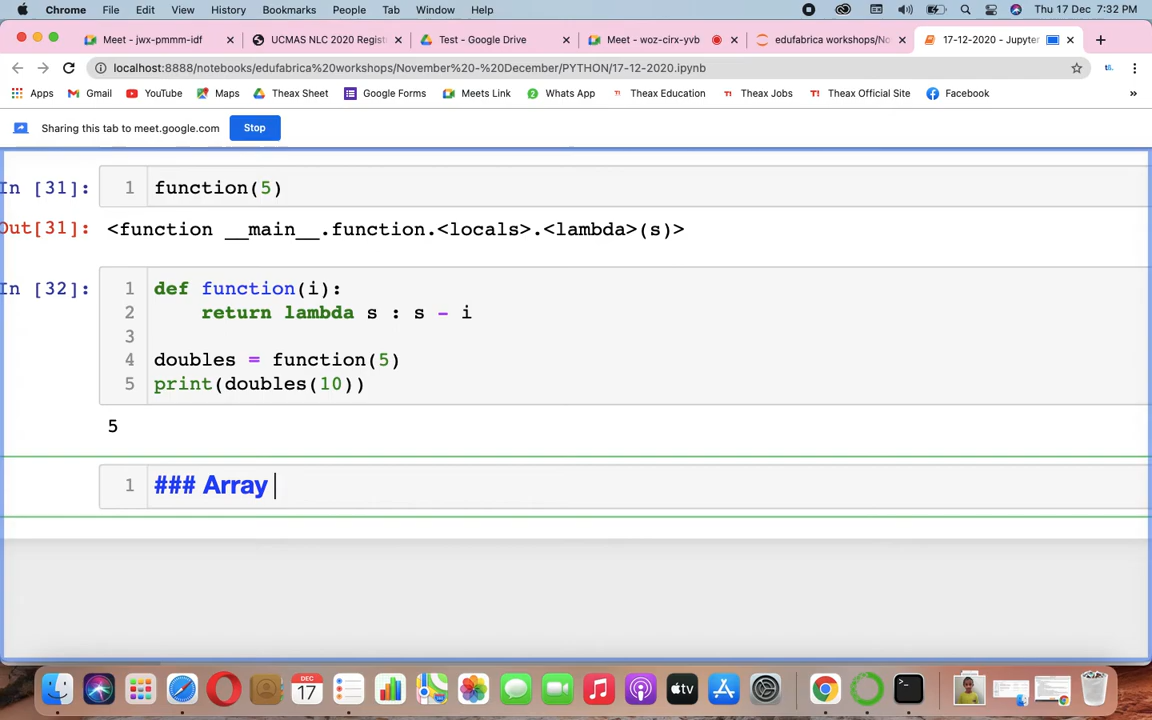 Chrome File Edit View History Bookmarks People Tab Window Help Thu 17 Dec 7:32 PM
Meet - jwx-pmmm-idf UCMAS NLC 2020 Regist Test - Google Drive Meet - woz-cirx-yvb edufabrica workshops/No 17-12-2020 - Jupyter
localhost:8888/notebooks/edufabrica%20workshops/November%20-%20December/PYTHON/17-12-2020.ipynb
Apps Gmail YouTube Maps Theax Sheet Google Forms Meets Link Whats App Theax Education Theax Jobs Theax Official Site Facebook »
Sharing this tab to meet.google.com Stop
In [31]: 1 function(5)
Out[31]: <function __main__.function.<locals>.<lambda>(s)>
In [32]: 1 def function(i):
2 return lambda s : s - i
3
4 doubles = function(5)
5 print(doubles(10))
5
1 ### Array
DEC
17
tv